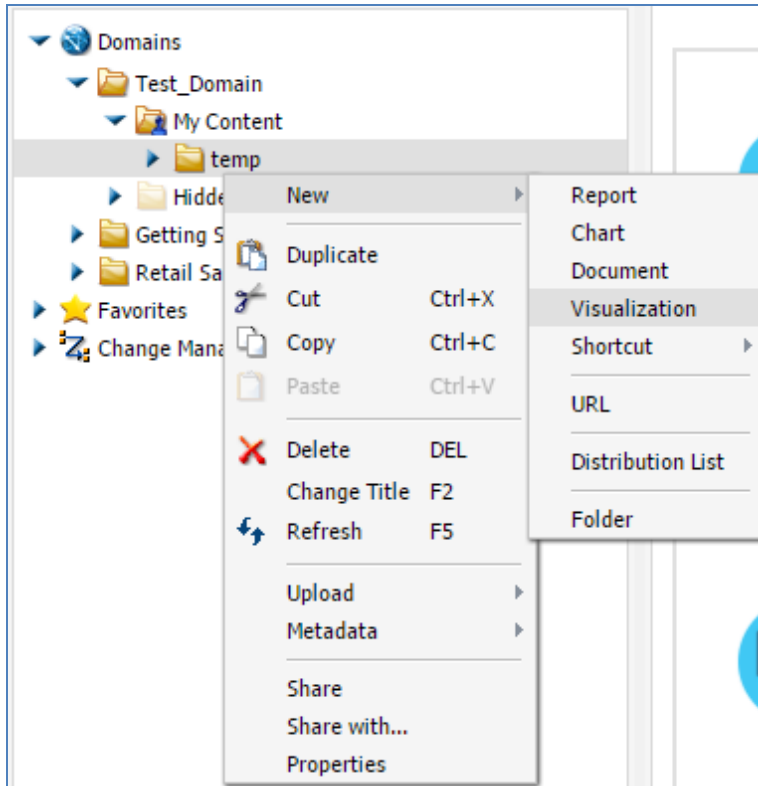 Domains
Test_Domain
My Content
temp
Hidde
Getting S
Retail Sa
Favorites
Change Mana
New
Duplicate
Cut Ctrl+X
Copy Ctrl+C
Paste Ctrl+V
Delete DEL
Change Title F2
Refresh F5
Upload
Metadata
Share
Share with...
Properties
Report
Chart
Document
Visualization
Shortcut
URL
Distribution List
Folder